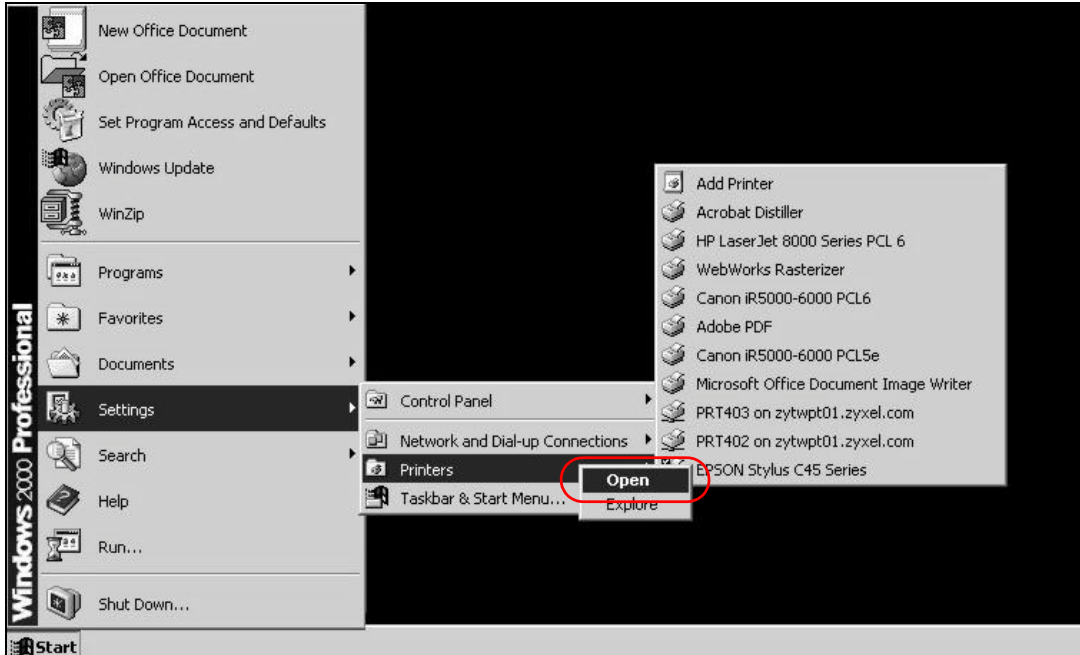 New Office Document
Open Office Document
Set Program Access and Defaults
Windows Update
WinZip
Programs
Favorites
Documents
Settings
Search
Help
Run...
Shut Down...
Windows 2000 Professional
Start
Control Panel
Network and Dial-up Connections
Printers
Taskbar & Start Menu...
Open
Explore
Add Printer
Acrobat Distiller
HP LaserJet 8000 Series PCL 6
WebWorks Rasterizer
Canon iR5000-6000 PCL6
Adobe PDF
Canon iR5000-6000 PCL5e
Microsoft Office Document Image Writer
PRT403 on zytwpt01.zyxel.com
PRT402 on zytwpt01.zyxel.com
EPSON Stylus C45 Series